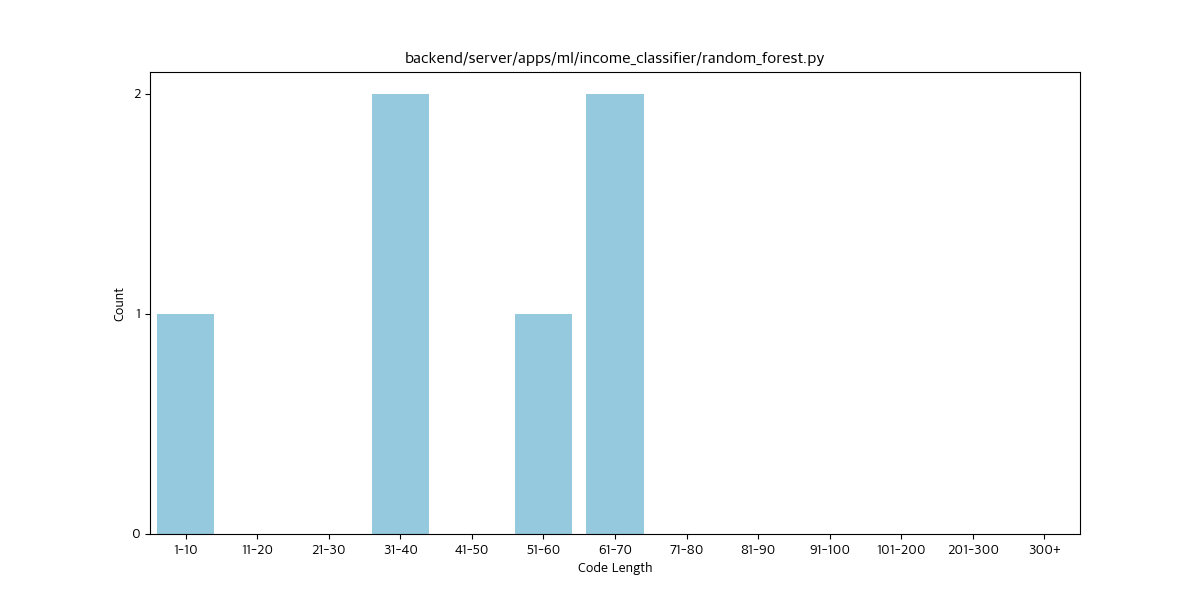 backend/server/apps/ml/income_classifier/random_forest.py
Count
2
1
0
1-10 11-20 21-30 31-40 41-50 51-60 61-70 71-80 81-90 91-100 101-200 201-300 300+
Code Length